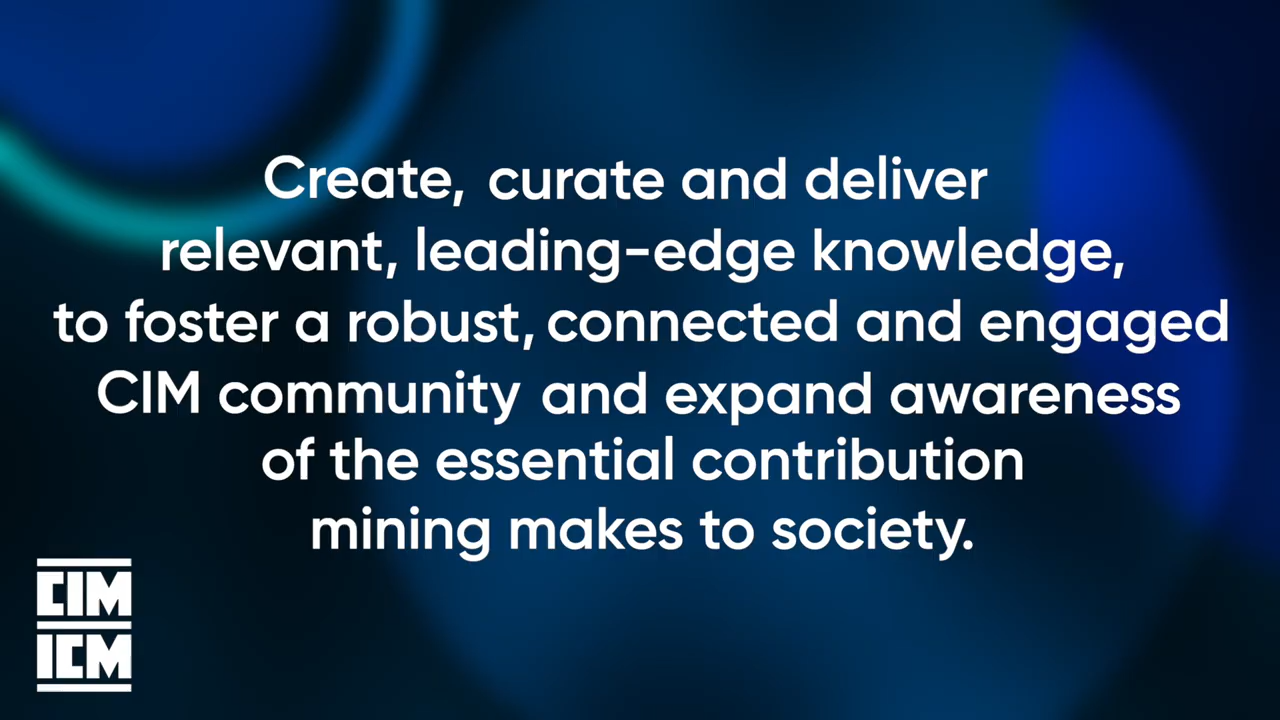 Create, curate and deliver
relevant, leading-edge knowledge,
to foster a robust, connected and engaged
CIM community and expand awareness
of the essential contribution
mining makes to society.
CIM
ICM